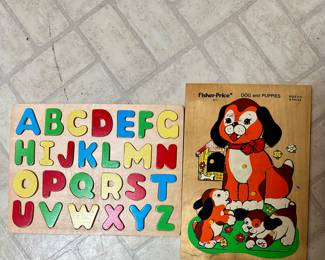 ABCDEFG
HIJKLMN
OPQRST
UVWXYZ
Fisher-Price
DOG and PUPPIES